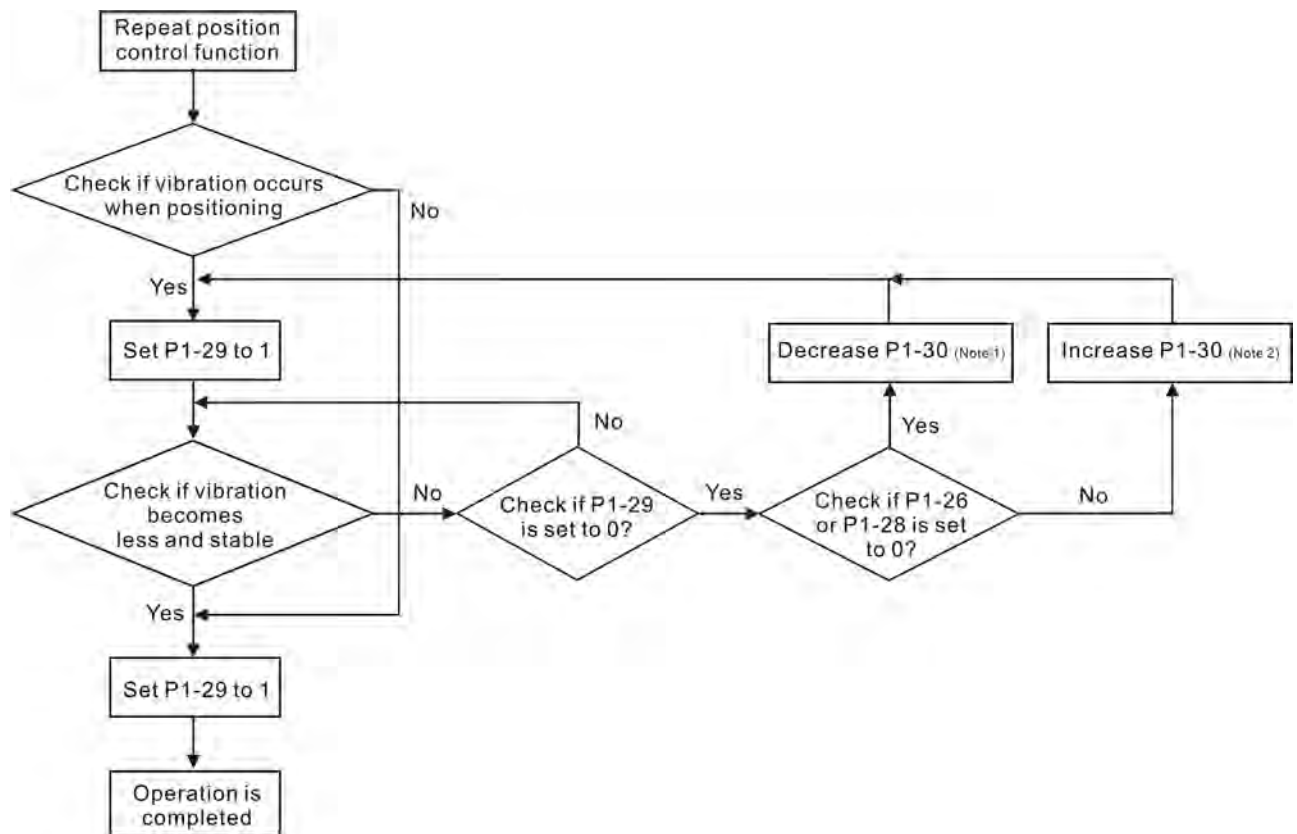 Repeat position
control function
Check if vibration occurs
when positioning
No
Yes
Set P1-29 to 1
Decrease P1-30 (Note 1)
Increase P1-30 (Note 2)
No
Yes
Check if vibration
becomes
less and stable
No
Check if P1-29
is set to 0?
Yes
Check if P1-26
or P1-28 is set
to 0?
No
Yes
Set P1-29 to 1
Operation is
completed